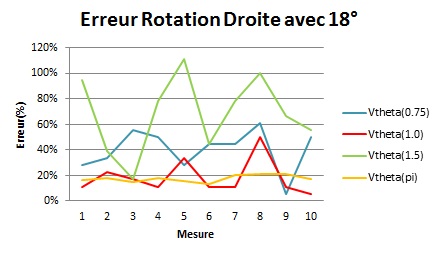 Erreur Rotation Droite avec 18°
120%
100%
80%
60%
40%
20%
0%
Erreur(%)
1 2 3 4 5 6 7 8 9 10
Mesure
Vtheta(0.75)
Vtheta(1.0)
Vtheta(1.5)
Vtheta(pi)